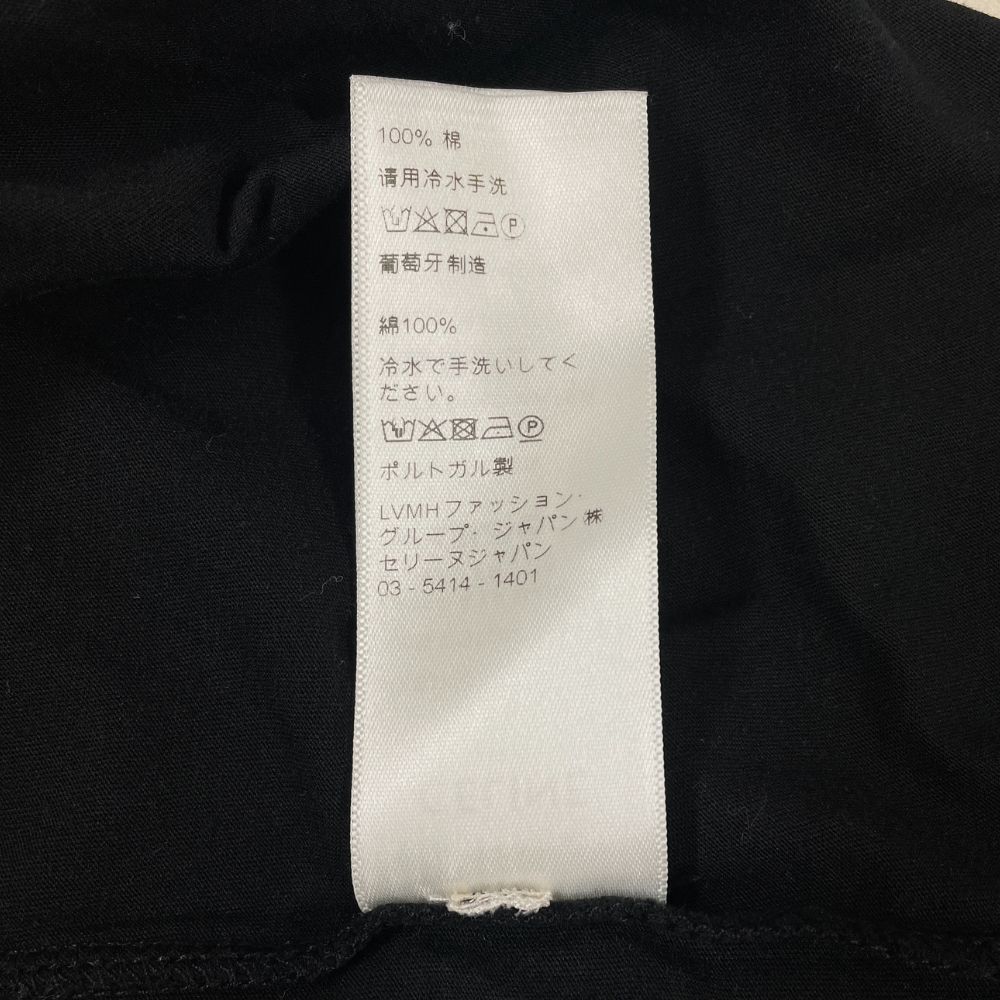 100% 棉
请用冷水手洗
P
葡萄牙制造
綿100%
冷水で手洗いしてく
ださい。
P
ポルトガル製
LVMHファッション・
グループ・ジャパン㈱
セリーヌジャパン
03 - 5414 - 1401